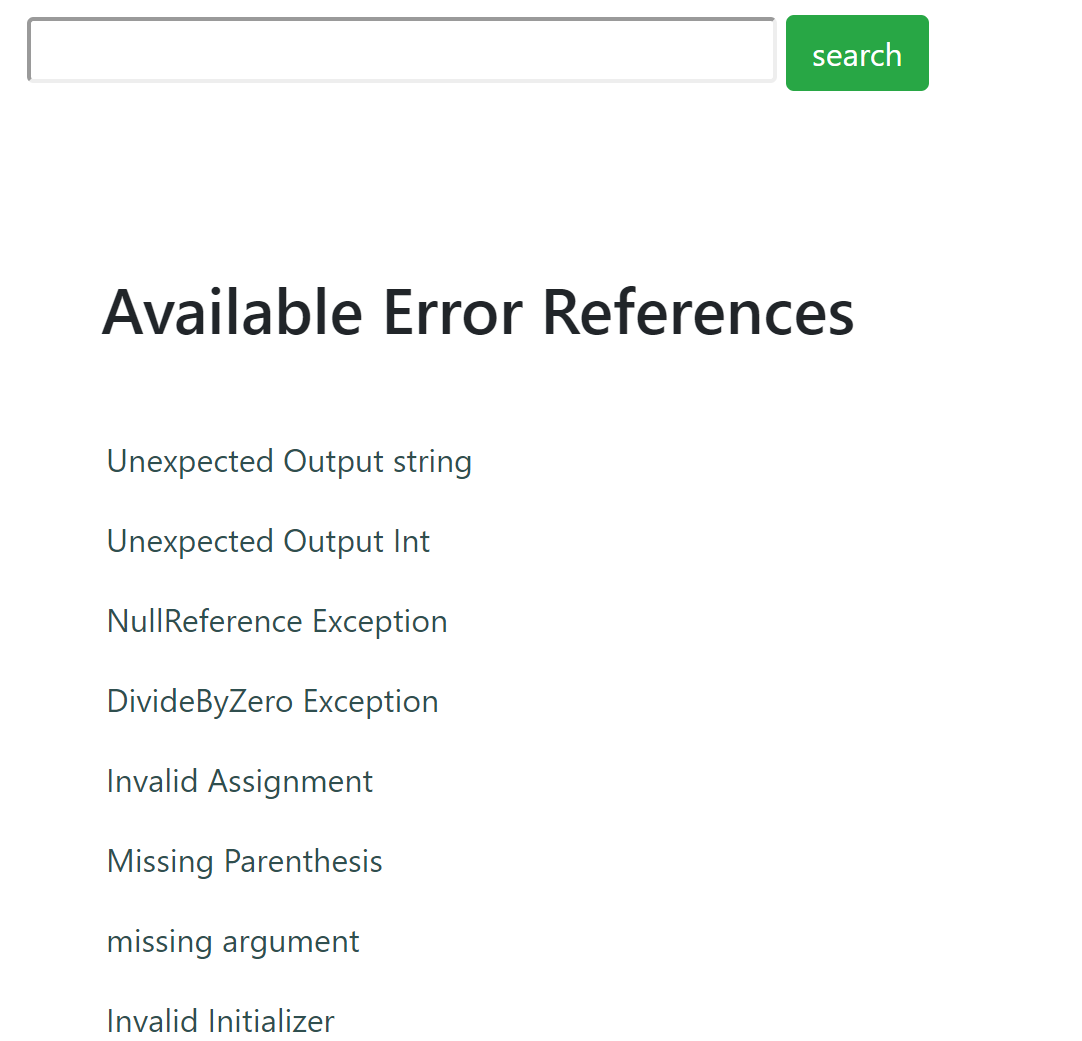 search
Available Error References
Unexpected Output string
Unexpected Output Int
NullReference Exception
DivideByZero Exception
Invalid Assignment
Missing Parenthesis
missing argument
Invalid Initializer